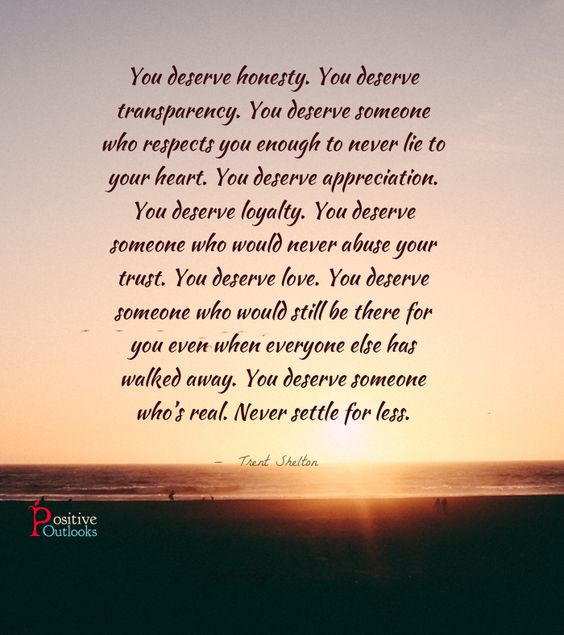 You deserve honesty. You deserve
transparency. You deserve someone
who respects you enough to never lie to
your heart. You deserve appreciation.
You deserve loyalty. You deserve
someone who would never abuse your
trust. You deserve love. You deserve
someone who would still be there for
you even when everyone else has
walked away. You deserve someone
who's real. Never settle for less.
– Trent Shelton
Positive
Outlooks